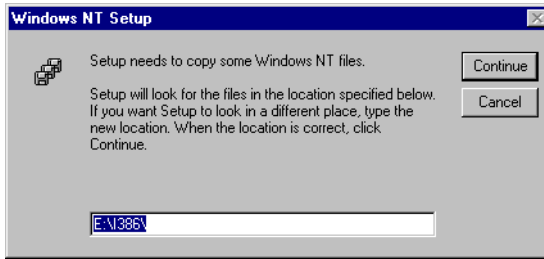 Windows NT Setup
Setup needs to copy some Windows NT files.
Continue
Setup will look for the files in the location specified below.
If you want Setup to look in a different place, type the
new location. When the location is correct, click
Continue.
Cancel
E:\I386\